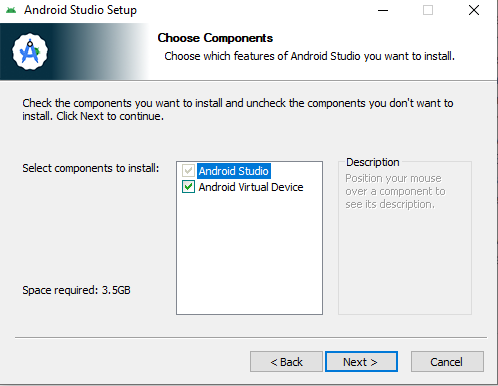 Android Studio Setup
Choose Components
Choose which features of Android Studio you want to install.
Check the components you want to install and uncheck the components you don't want to
install. Click Next to continue.
Select components to install:
Android Studio
Android Virtual Device
Description
Position your mouse
over a component to
see its description.
Space required: 3.5GB
< Back
Next >
Cancel